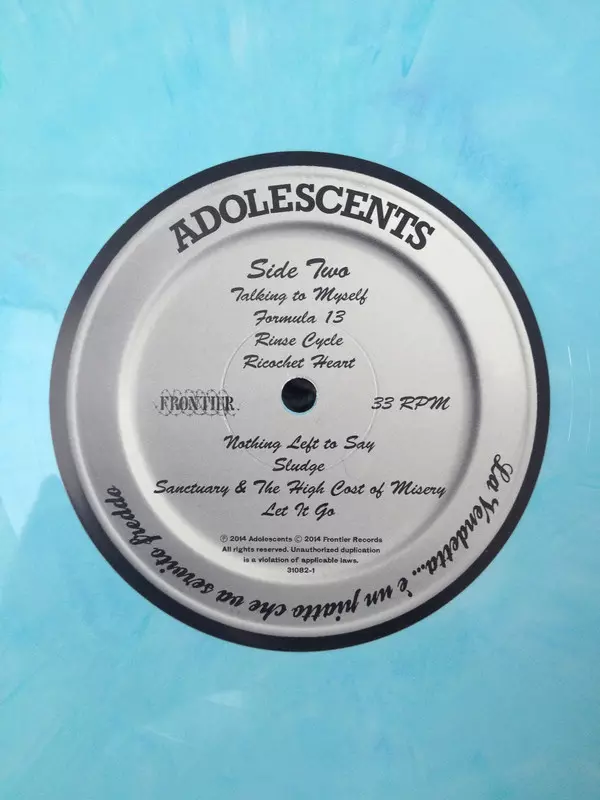 ADOLESCENTS
Side Two
Talking to Myself
Formula 13
Rinse Cycle
Ricochet Heart
FRONTIER
33 RPM
Nothing Left to Say
Sludge
Sanctuary & The High Cost of Misery
Let It Go
℗ 2014 Adolescents © 2014 Frontier Records
All rights reserved. Unauthorized duplication
is a violation of applicable laws.
31082-1
La Vendetta... è un piatto che va servito fredda